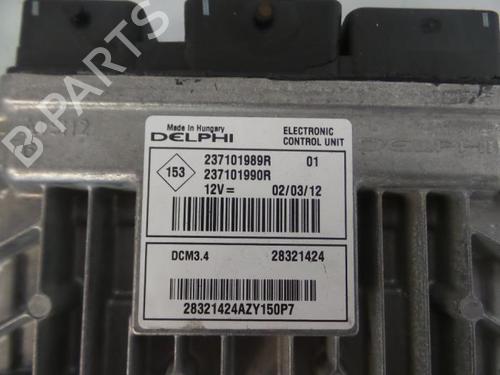 B-PARTS
Made in Hungary
DELPHI
ELECTRONIC
CONTROL UNIT
153
237101989R 01
237101990R
12V= 02/03/12
DCM3.4 28321424
28321424AZY150P7